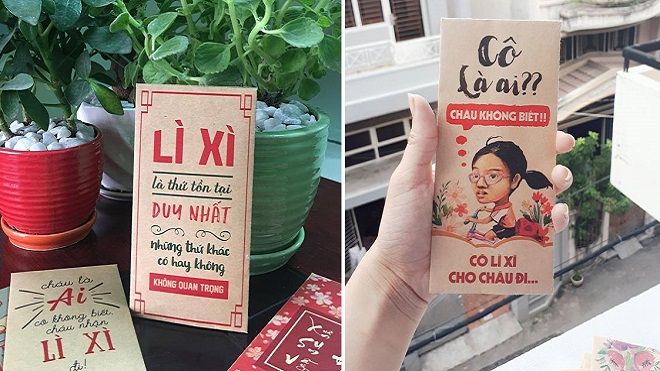 LÌ XÌ
là thứ tồn tại
DUY NHẤT
những thứ khác
có hay không
KHÔNG QUAN TRỌNG
cháu là
Ai
cô không biết,
cháu nhận
LÌ XÌ
đi!
Cô
Là ai??
CHÁU KHÔNG BIẾT!!
CÔ LÌ XÌ
CHO CHÁU ĐI...